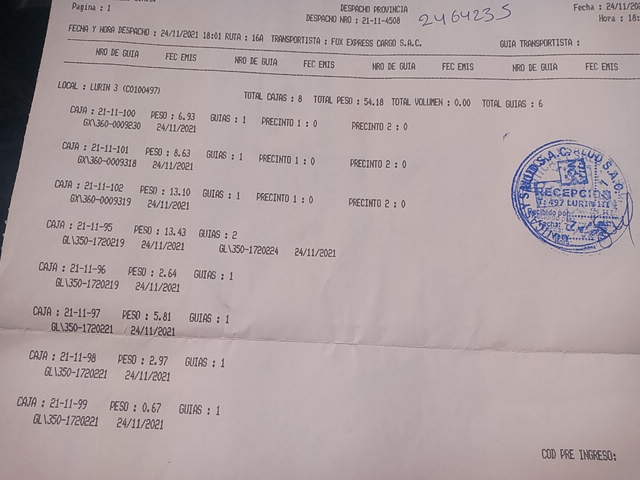 Pagina : 1
DESPACHO PROVINCIA
Fecha : 24/11/20
DESPACHO NRO : 21-11-4508
2464235
Hora : 18:
FECHA Y HORA DESPACHO : 24/11/2021 18:01 RUTA : 16A TRANSPORTISTA : FOX EXPRESS CARGO S.A.C. GUIA TRANSPORTISTA :
NRO DE GUIA FEC EMIS NRO DE GUIA FEC EMIS NRO DE GUIA FEC EMIS NRO DE GUIA FEC EMIS
LOCAL : LURIN 3 (CO100497) TOTAL CAJAS : 8 TOTAL PESO : 54.18 TOTAL VOLUMEN : 0.00 TOTAL GUIAS : 6
CAJA : 21-11-100 PESO : 6.93 GUIAS : 1 PRECINTO 1 : 0 PRECINTO 2 : 0
GX\360-0009230 24/11/2021
CAJA : 21-11-101 PESO : 8.63 GUIAS : 1 PRECINTO 1 : 0 PRECINTO 2 : 0
GX\360-0009318 24/11/2021
CAJA : 21-11-102 PESO : 13.10 GUIAS : 1 PRECINTO 1 : 0 PRECINTO 2 : 0
GX\360-0009319 24/11/2021
RECEPCION
CAJA : 21-11-95 PESO : 13.43 GUIAS : 2
GL\350-1720219 24/11/2021 GL\350-1720224 24/11/2021
CAJA : 21-11-96 PESO : 2.64 GUIAS : 1
GL\350-1720219 24/11/2021
CAJA : 21-11-97 PESO : 5.81 GUIAS : 1
GL\350-1720221 24/11/2021
CAJA : 21-11-98 PESO : 2.97 GUIAS : 1
GL\350-1720221 24/11/2021
CAJA : 21-11-99 PESO : 0.67 GUIAS : 1
GL\350-1720221 24/11/2021
COD PRE INGRESO: